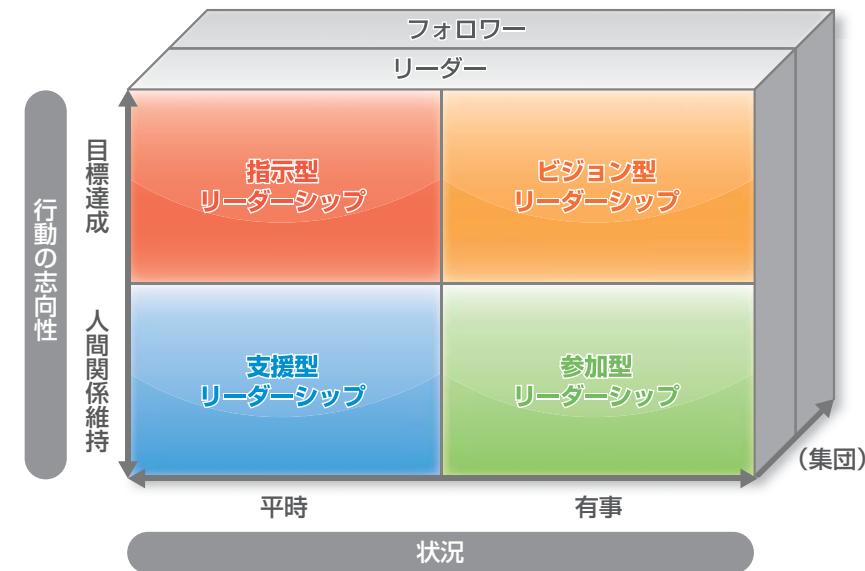 フォロワー
リーダー
行動の志向性
目標達成
人間関係維持
指示型
リーダーシップ
ビジョン型
リーダーシップ
支援型
リーダーシップ
参加型
リーダーシップ
(集団)
平時
有事
状況